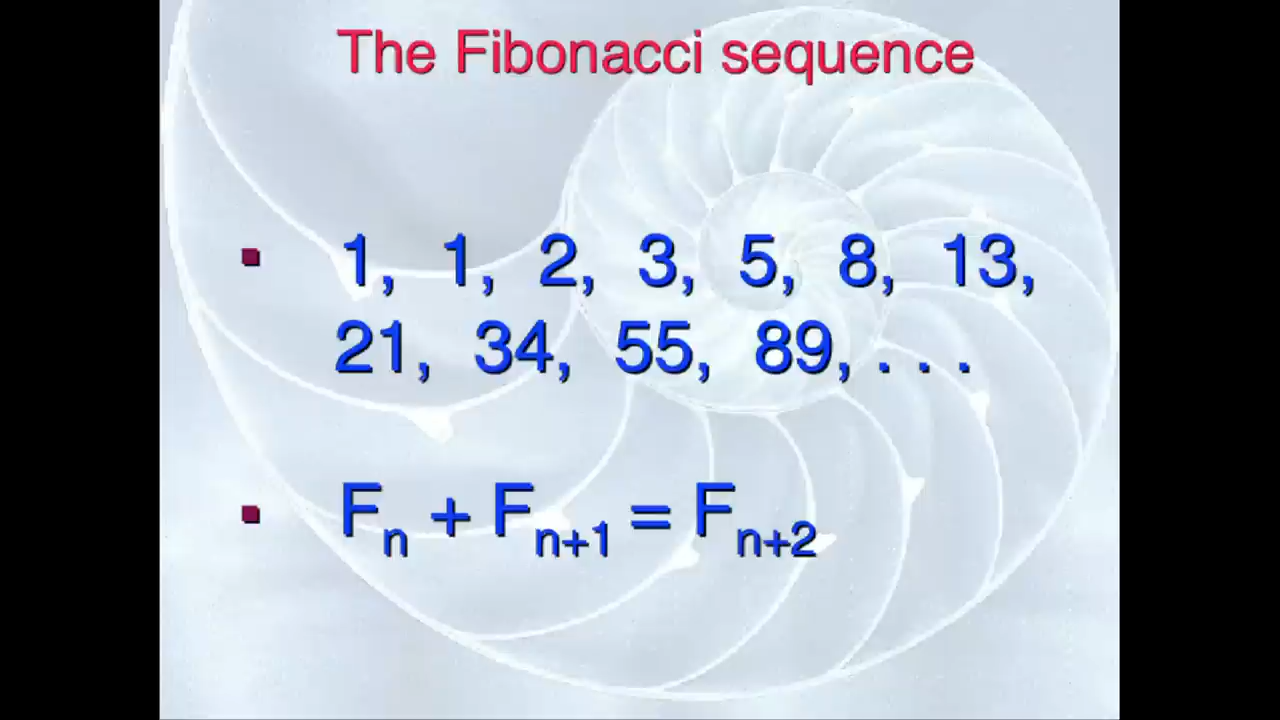 The Fibonacci sequence
1, 1, 2, 3, 5, 8, 13,
21, 34, 55, 89, . . .
Fn + Fn+1 = Fn+2